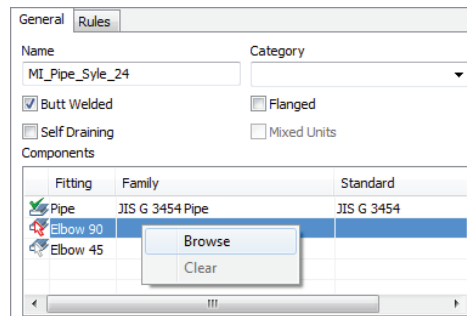 General Rules
Name Category
MI_Pipe_Syle_24
Butt Welded Flanged
Self Draining Mixed Units
Components
Fitting Family Standard
Pipe JIS G 3454 Pipe JIS G 3454
Elbow 90
Browse
Elbow 45
Clear